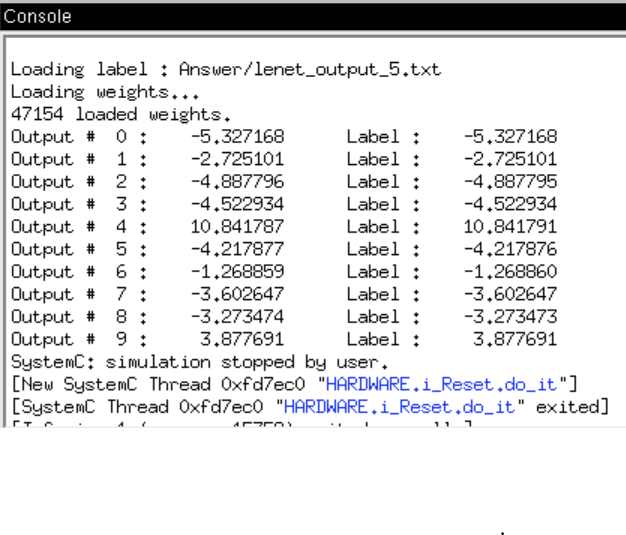 Console
Loading label : Answer/lenet_output_5.txt
Loading weights...
47154 loaded weights.
Output #  0 :    -5.327168      Label :    -5.327168
Output #  1 :    -2.725101      Label :    -2.725101
Output #  2 :    -4.887796      Label :    -4.887795
Output #  3 :    -4.522934      Label :    -4.522934
Output #  4 :    10.841787      Label :    10.841791
Output #  5 :    -4.217877      Label :    -4.217876
Output #  6 :    -1.268859      Label :    -1.268860
Output #  7 :    -3.602647      Label :    -3.602647
Output #  8 :    -3.273474      Label :    -3.273473
Output #  9 :     3.877691      Label :     3.877691
SystemC: simulation stopped by user.
[New SystemC Thread 0xfd7ec0 "HARDWARE.i_Reset.do_it"]
[SystemC Thread 0xfd7ec0 "HARDWARE.i_Reset.do_it" exited]